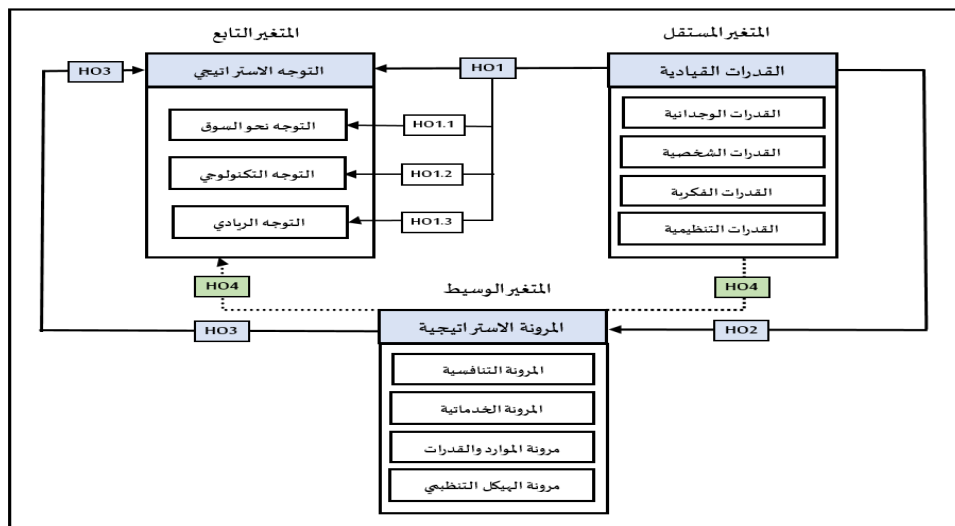 المتغير المستقل
المتغير التابع
القدرات القيادية
HO1
التوجه الاستراتيجي
HO3
القدرات الوجدانية
القدرات الشخصية
القدرات الفكرية
القدرات التنظيمية
HO1.1
التوجه نحو السوق
HO1.2
التوجه التكنولوجي
HO1.3
التوجه الريادي
HO4
HO4
المتغير الوسيط
HO2
المرونة الاستراتيجية
HO3
المرونة التنافسية
المرونة الخدماتية
مرونة الموارد والقدرات
مرونة الهيكل التنظيمي